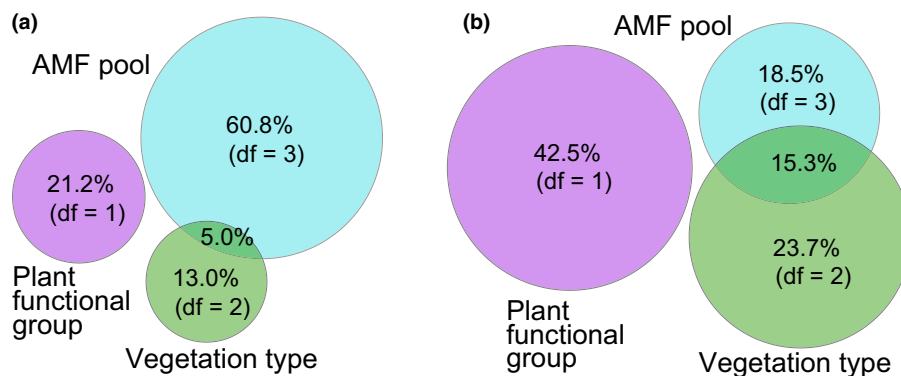 (a)
AMF pool
60.8%
(df = 3)
21.2%
(df = 1)
5.0%
13.0%
(df = 2)
Plant
functional
group
Vegetation type
(b)
AMF pool
18.5%
(df = 3)
42.5%
(df = 1)
15.3%
23.7%
(df = 2)
Plant
functional
group
Vegetation type